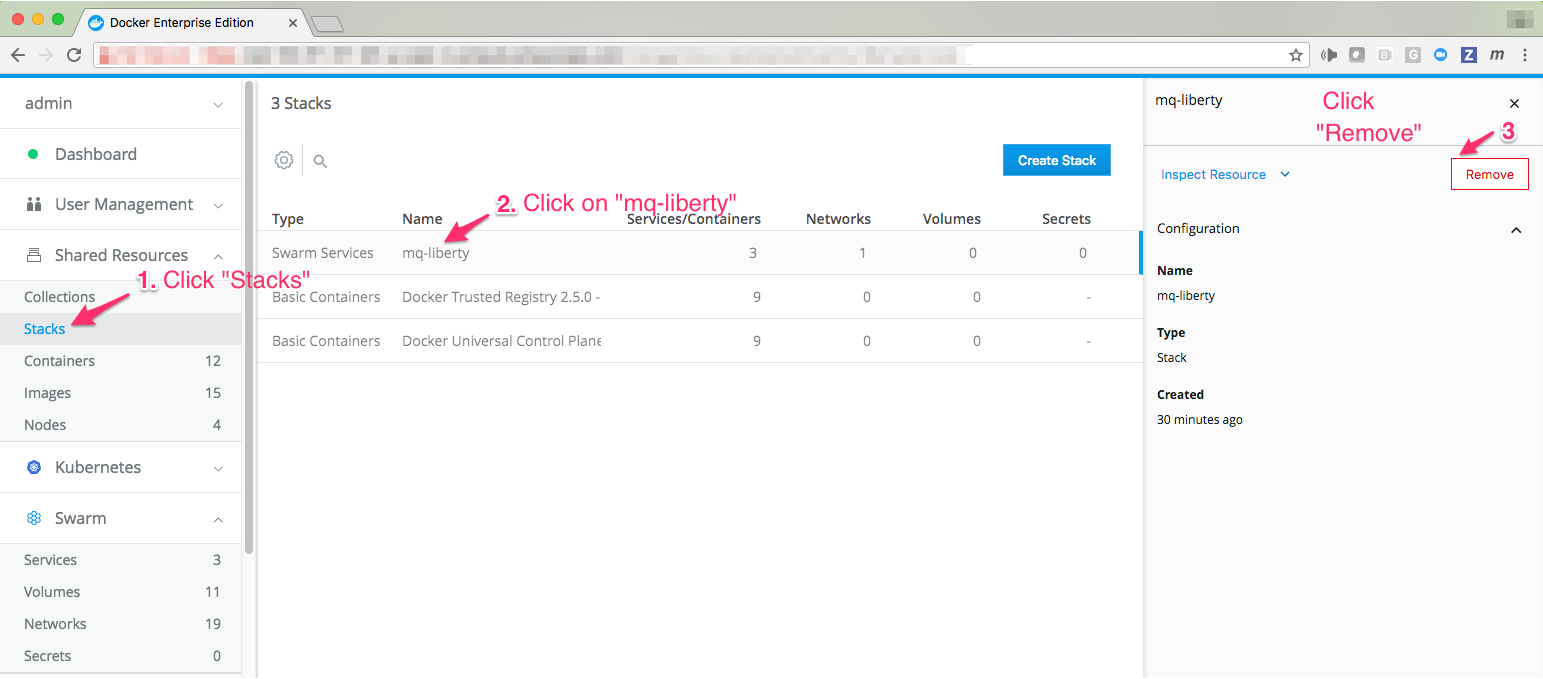 Docker Enterprise Edition
admin
Dashboard
User Management
Shared Resources
1. Click "Stacks"
Collections
Stacks
Containers 12
Images 15
Nodes 4
Kubernetes
Swarm
Services 3
Volumes 11
Networks 19
Secrets 0
3 Stacks
Create Stack
2. Click on "mq-liberty"
Type Name Services/Containers Networks Volumes Secrets
Swarm Services mq-liberty 3 1 0 0
Basic Containers Docker Trusted Registry 2.5.0 - 9 0 0 -
Basic Containers Docker Universal Control Plane 9 0 0 -
mq-liberty
Click
"Remove"
3
Inspect Resource
Remove
Configuration
Name
mq-liberty
Type
Stack
Created
30 minutes ago